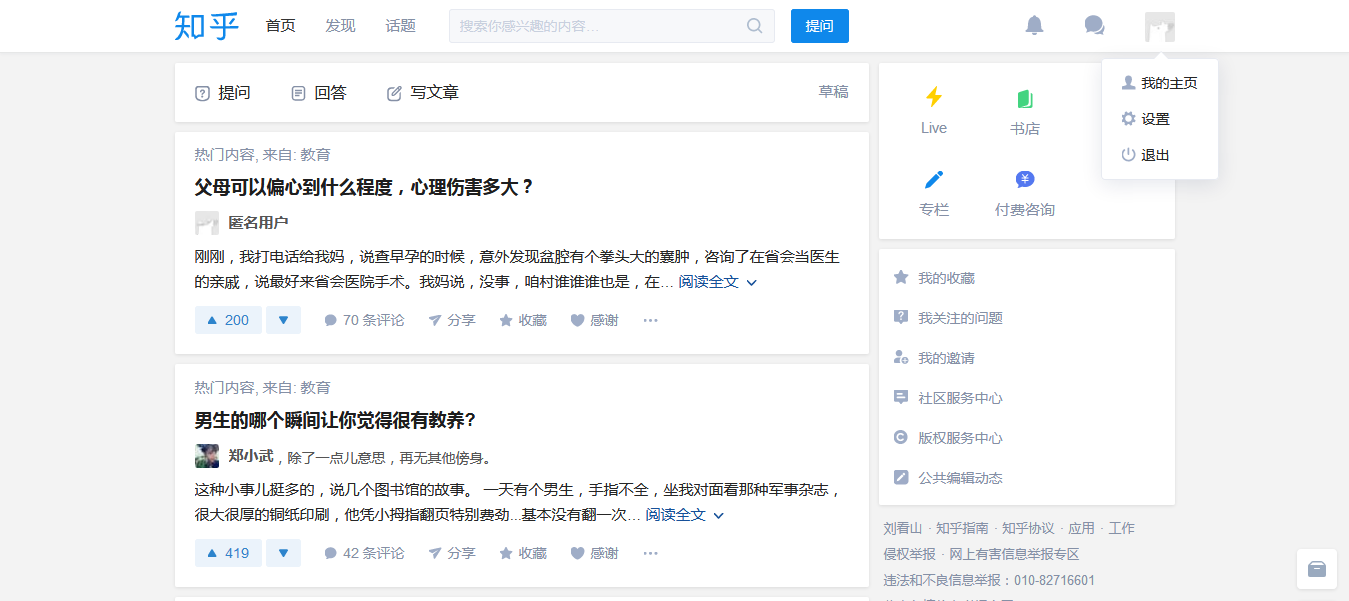 知乎 首页 发现 话题 搜索你感兴趣的内容... 提问
提问 回答 写文章 草稿
热门内容, 来自: 教育
父母可以偏心到什么程度，心理伤害多大？
匿名用户
刚刚，我打电话给我妈，说查早孕的时候，意外发现盆腔有个拳头大的囊肿，咨询了在省会当医生
的亲戚，说最好来省会医院手术。我妈说，没事，咱村谁谁谁也是，在... 阅读全文
200 70 条评论 分享 收藏 感谢 ···
热门内容, 来自: 教育
男生的哪个瞬间让你觉得很有教养？
郑小武，除了一点儿意思，再无其他傍身。
这种小事儿挺多的，说几个图书馆的故事。 一天有个男生，手指不全，坐我对面看那种军事杂志，
很大很厚的铜纸印刷，他凭小拇指翻页特别费劲...基本没有翻一次... 阅读全文
419 42 条评论 分享 收藏 感谢 ···
我的主页
设置
退出
Live 书店
专栏 付费咨询
我的收藏
我关注的问题
我的邀请
社区服务中心
版权服务中心
公共编辑动态
刘看山 · 知乎指南 · 知乎协议 · 应用 · 工作
侵权举报 · 网上有害信息举报专区
违法和不良信息举报：010-82716601